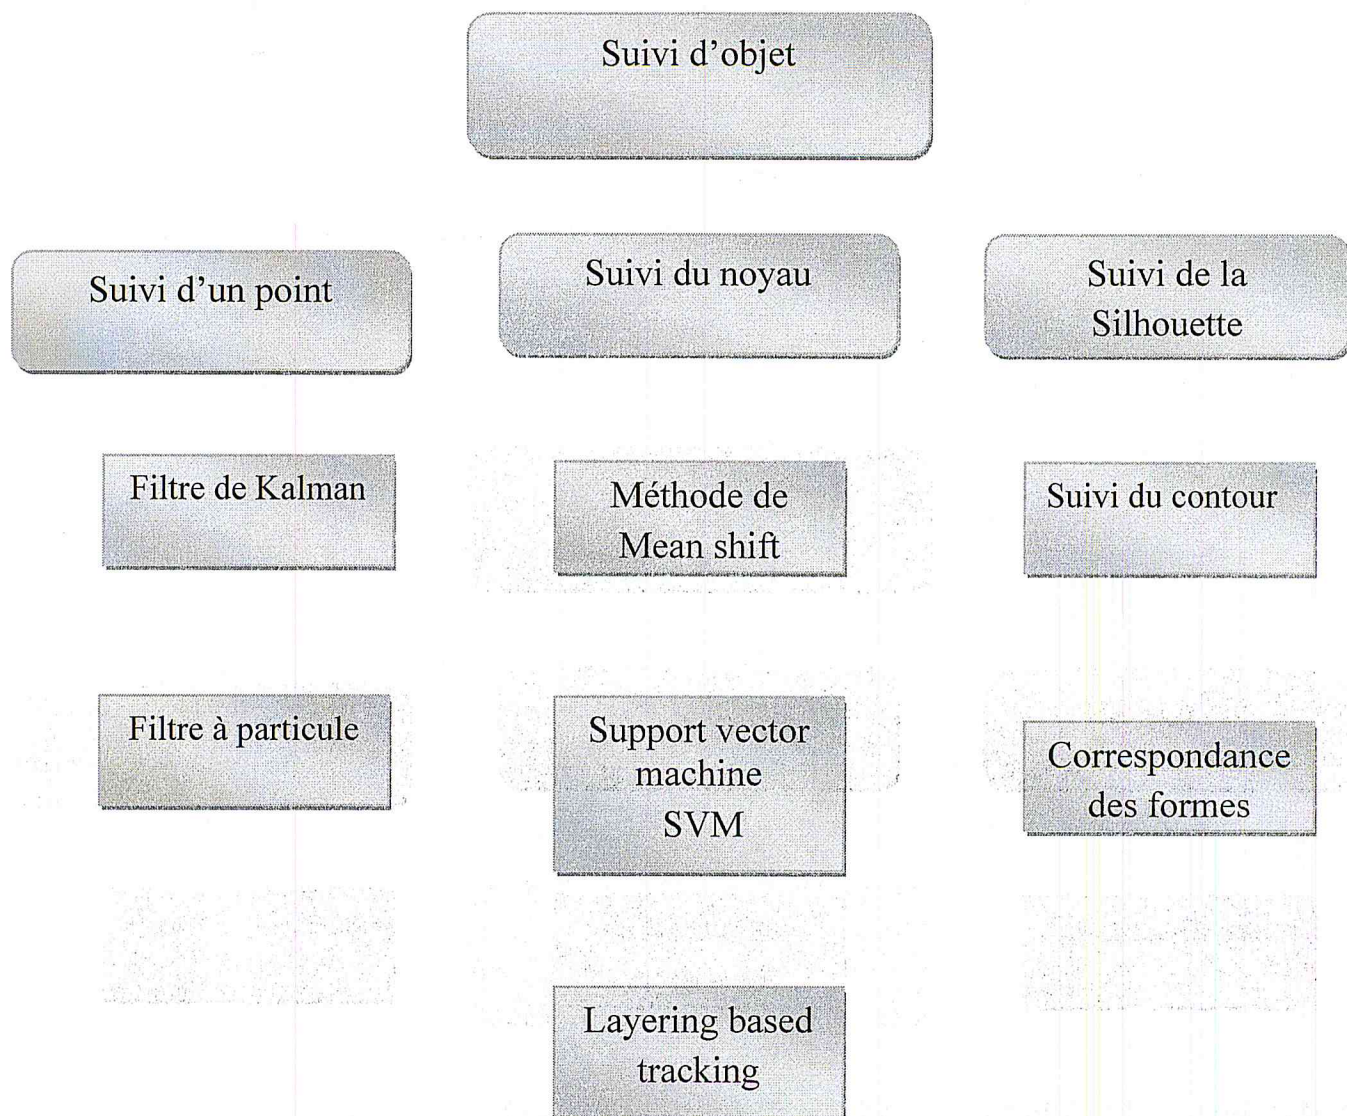 Suivi d'objet
Suivi d'un point
Suivi du noyau
Suivi de la
Silhouette
Filtre de Kalman
Méthode de
Mean shift
Suivi du contour
Filtre à particule
Support vector
machine
SVM
Correspondance
des formes
Layering based
tracking